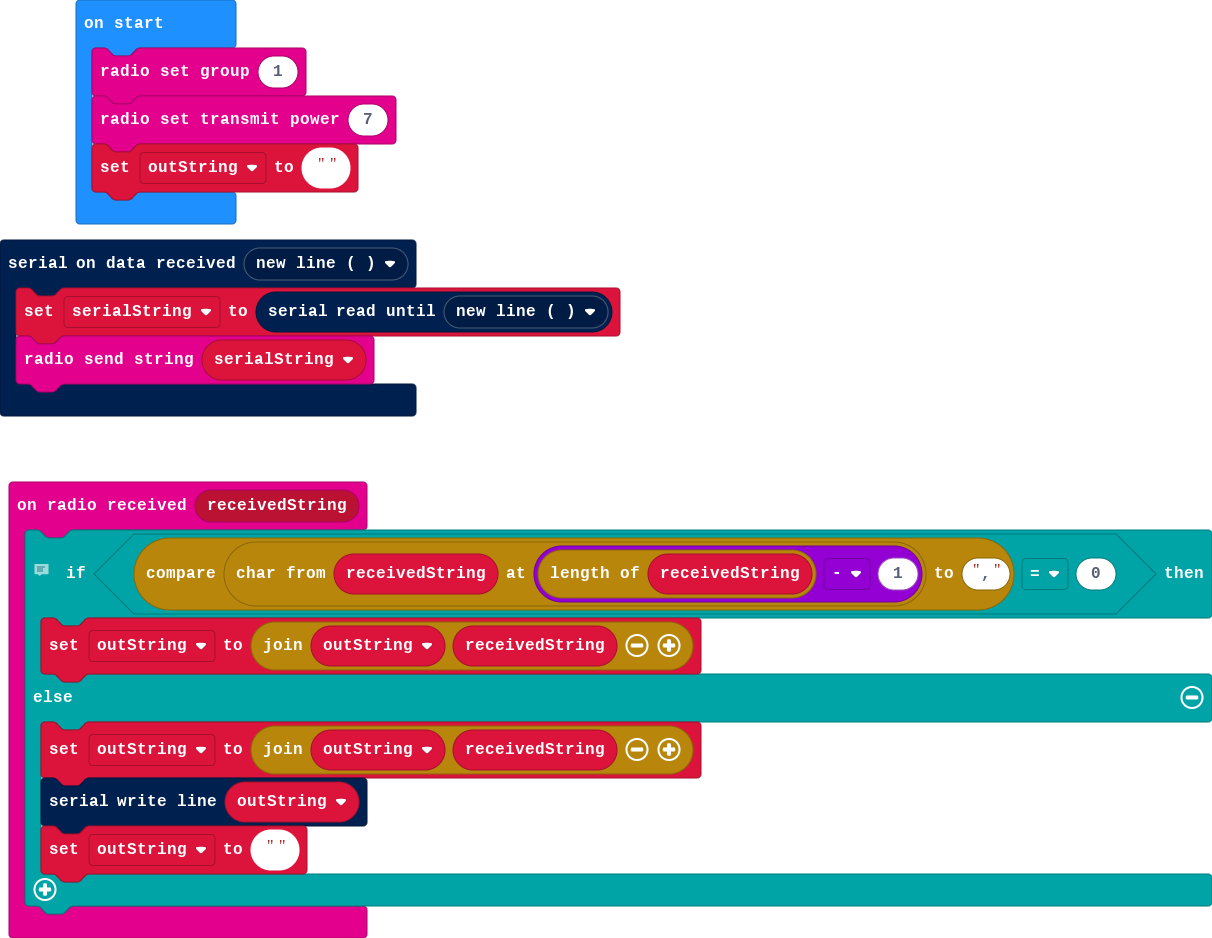 on start
radio set group 1
radio set transmit power 7
set outString to ""
serial on data received new line ( )
set serialString to serial read until new line ( )
radio send string serialString
on radio received receivedString
if compare char from receivedString at length of receivedString - 1 to "," = 0 then
set outString to join outString receivedString
else
set outString to join outString receivedString
serial write line outString
set outString to ""